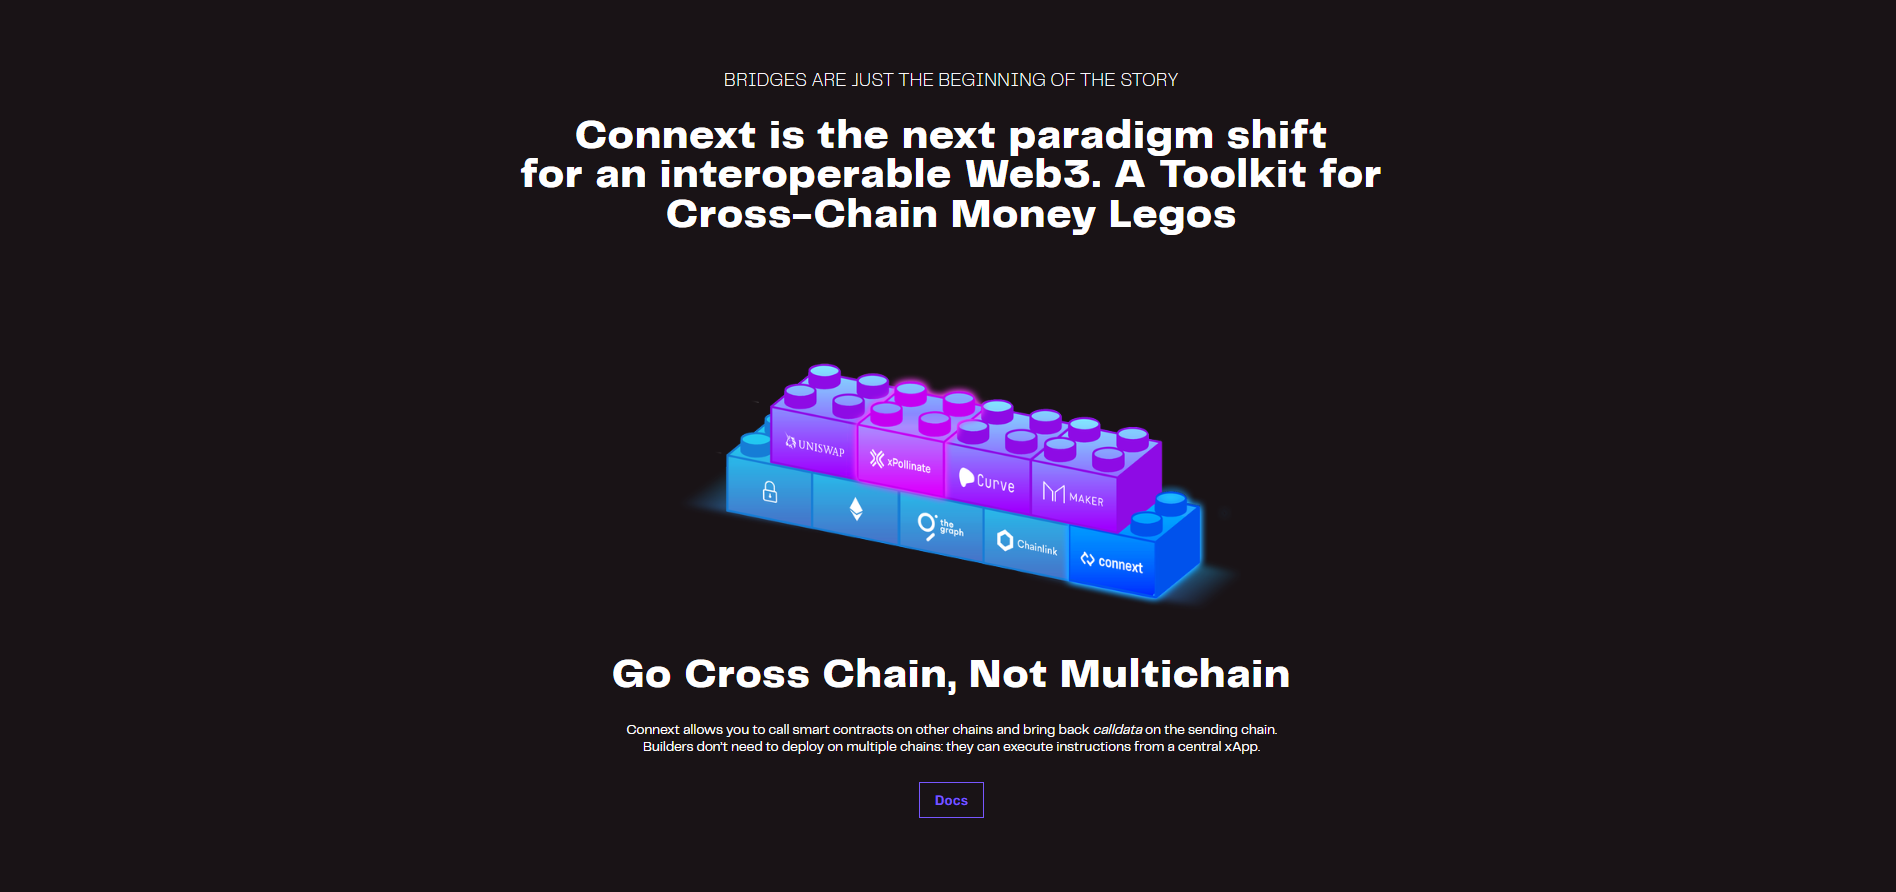 BRIDGES ARE JUST THE BEGINNING OF THE STORY
Connext is the next paradigm shift
for an interoperable Web3. A Toolkit for
Cross-Chain Money Legos
UNISWAP
xPollinate
Curve
MAKER
the
graph
Chainlink
connext
Go Cross Chain, Not Multichain
Connext allows you to call smart contracts on other chains and bring back calldata on the sending chain.
Builders don't need to deploy on multiple chains: they can execute instructions from a central xApp.
Docs